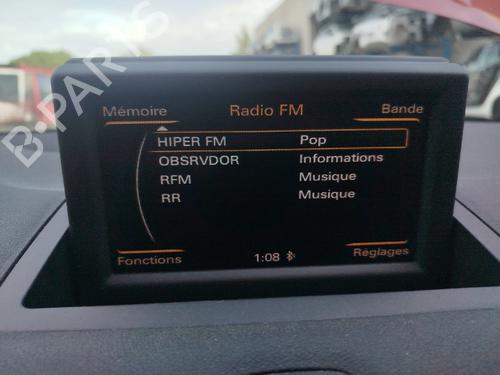 Mémoire Radio FM Bande
HIPER FM Pop
OBSRVDOR Informations
RFM Musique
RR Musique
Fonctions 1:08 Réglages
B-PARTS